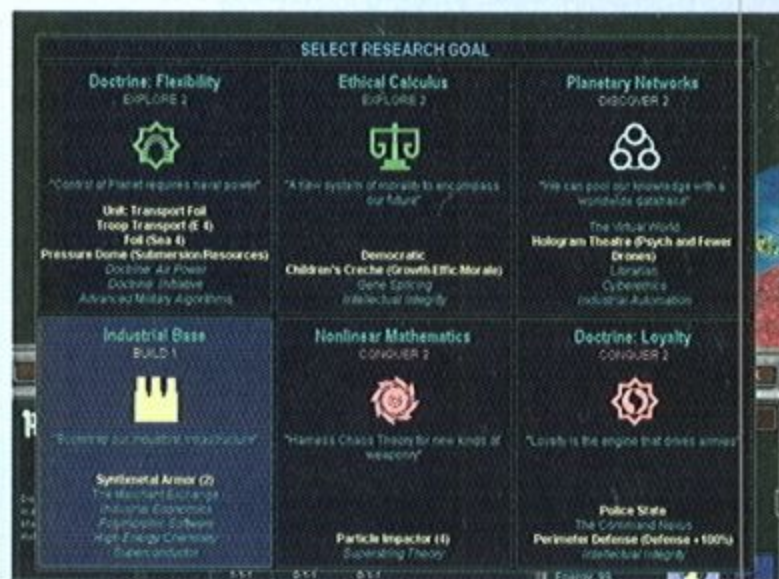 SELECT RESEARCH GOAL
Doctrine: Flexibility
EXPLORE 2
"Control of Planet requires naval power"
Unit: Transport Foil
Troop Transport (E 4)
Foil (Sea 4)
Pressure Dome (Submersion/Resources)
Doctrine: Air Power
Doctrine: Initiative
Advanced Military Algorithms
Ethical Calculus
EXPLORE 2
"A new system of morality to encompass
our future"
Democratic
Children's Creche (Growth/Effic/Morale)
Gene Splicing
Intellectual Integrity
Planetary Networks
DISCOVER 2
"We can pool our knowledge with a
worldwide datalinks"
The Virtual World
Hologram Theatre (Psych and Fewer
Drones)
Librarian
Cyberethics
Industrial Automation
Industrial Base
BUILD 1
"Bootstrap our industrial infrastructure"
Synthmetal Armor (2)
The Merchant Exchange
Industrial Economics
Polymorphic Software
High Energy Chemistry
Superconductor
Nonlinear Mathematics
CONQUER 2
"Harness Chaos Theory for new kinds of
weaponry"
Particle Impactor (4)
Superstring Theory
Doctrine: Loyalty
CONQUER 2
"Loyalty is the engine that drives armies"
Police State
The Command Nexus
Perimeter Defense (Defense +100%)
Intellectual Integrity